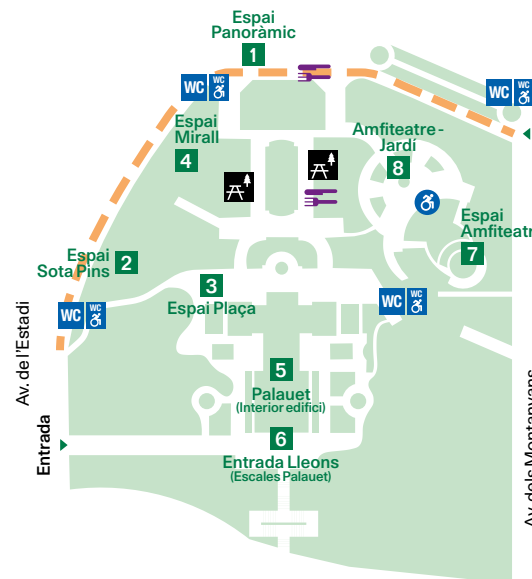 Espai
Panoràmic
1
WC WC
WC WC
Espai
Mirall
4
Amfiteatre-
Jardí
8
Espai
Amfiteatr
7
Espai
Sota Pins
2
3
Espai Plaça
WC WC
WC WC
Av. de l'Estadi
5
Palauet
(Interior edifici)
Entrada
6
Entrada Lleons
(Escales Palauet)
Av dels Montanyans